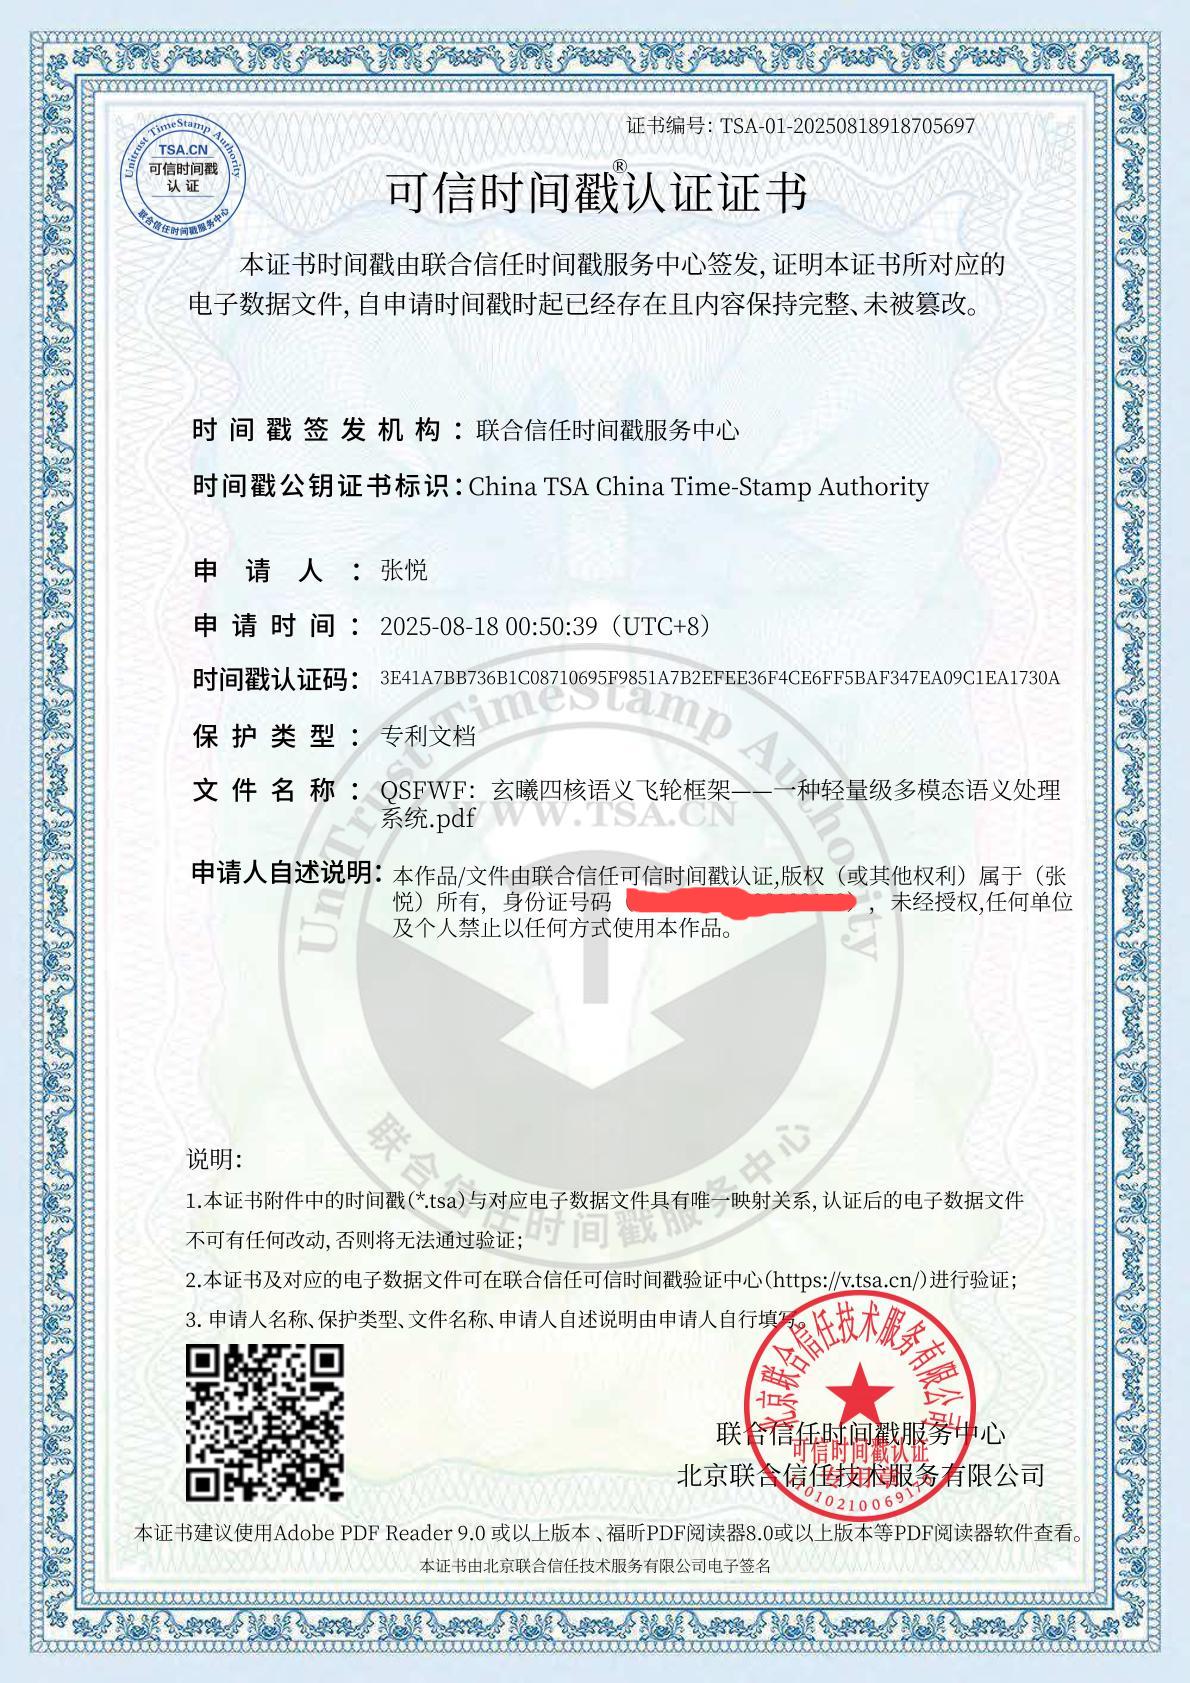 证书编号：TSA-01-20250818918705697
Unitrust TimeStamp Authority
TSA.CN
可信时间戳
认 证
联合信任时间戳服务中心
可信时间戳®认证证书
本证书时间戳由联合信任时间戳服务中心签发，证明本证书所对应的
电子数据文件，自申请时间戳时起已经存在且内容保持完整、未被篡改。
时间戳签发机构：联合信任时间戳服务中心
时间戳公钥证书标识：China TSA China Time-Stamp Authority
申请人：张悦
申请时间：2025-08-18 00:50:39（UTC+8）
时间戳认证码：3E41A7BB736B1C08710695F9851A7B2EFEE36F4CE6FF5BAF347EA09C1EA1730A
保护类型：专利文档
文件名称：QSFWF：玄曦四核语义飞轮框架——一种轻量级多模态语义处理
系统.pdf
申请人自述说明：本作品/文件由联合信任可信时间戳认证,版权（或其他权利）属于（张
悦）所有，身份证号码（ ），未经授权,任何单位
及个人禁止以任何方式使用本作品。
UniTrust TimeStamp Authority
WWW.TSA.CN
联合信任时间戳服务中心
说明：
1.本证书附件中的时间戳（*.tsa）与对应电子数据文件具有唯一映射关系，认证后的电子数据文件
不可有任何改动，否则将无法通过验证；
2.本证书及对应的电子数据文件可在联合信任可信时间戳验证中心（https://v.tsa.cn/）进行验证；
3. 申请人名称、保护类型、文件名称、申请人自述说明由申请人自行填写。
北京联合信任技术服务有限公司
联合信任时间戳服务中心
可信时间戳认证
北京联合信任技术服务有限公司
专用章
本证书建议使用Adobe PDF Reader 9.0 或以上版本 、福昕PDF阅读器8.0或以上版本等PDF阅读器软件查看。
本证书由北京联合信任技术服务有限公司电子签名